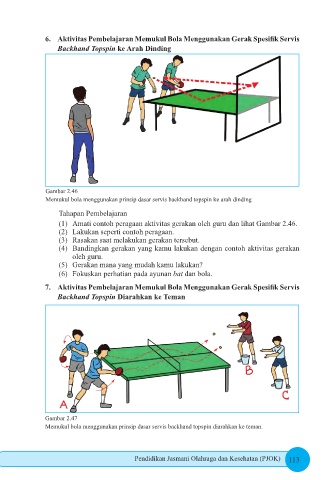 6. Aktivitas Pembelajaran Memukul Bola Menggunakan Gerak Spesifik Servis
Backhand Topspin ke Arah Dinding
Gambar 2.46
Memukul bola menggunakan prinsip dasar servis backhand topspin ke arah dinding
Tahapan Pembelajaran
(1) Amati contoh peragaan aktivitas gerakan oleh guru dan lihat Gambar 2.46.
(2) Lakukan seperti contoh peragaan.
(3) Rasakan saat melakukan gerakan tersebut.
(4) Bandingkan gerakan yang kamu lakukan dengan contoh aktivitas gerakan
oleh guru.
(5) Gerakan mana yang mudah kamu lakukan?
(6) Fokuskan perhatian pada ayunan bat dan bola.
7. Aktivitas Pembelajaran Memukul Bola Menggunakan Gerak Spesifik Servis
Backhand Topspin Diarahkan ke Teman
A
B
C
Gambar 2.47
Memukul bola menggunakan prinsip dasar servis backhand topspin diarahkan ke teman.
Pendidikan Jasmani Olahraga dan Kesehatan (PJOK) 113